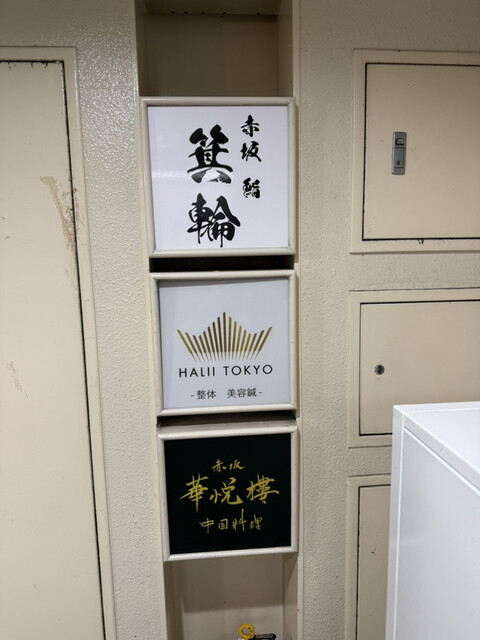 赤坂 鮨
箕輪
HALII TOKYO
- 整体 美容鍼 -
赤坂
華悦樓
中国料理